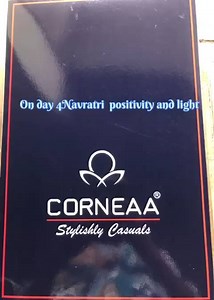 On day 4Navratri positivity and light
CORNEAA®
Stylishly Casuals